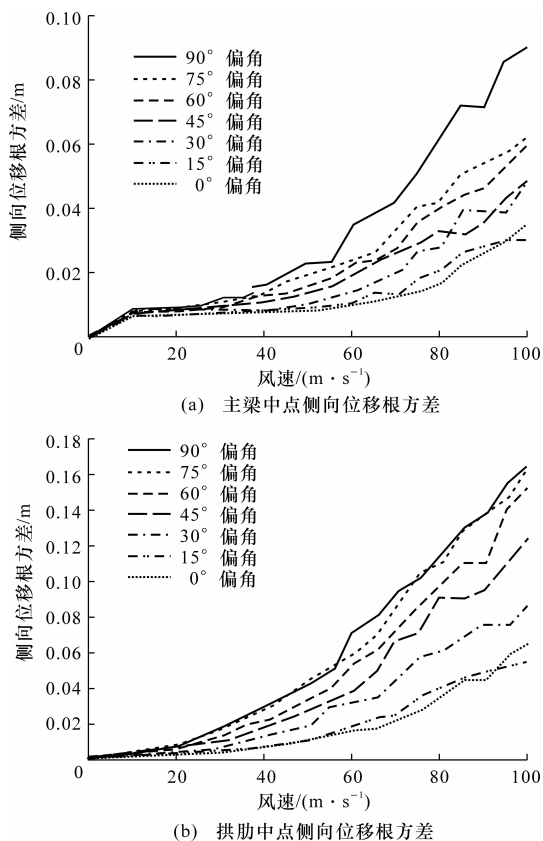 0.10
0.08
0.06
0.04
0.02
0
侧向位移根方差/m
90° 偏角
75° 偏角
60° 偏角
45° 偏角
30° 偏角
15° 偏角
0° 偏角
20
40
60
80
100
风速/(m·s⁻¹)
(a) 主梁中点侧向位移根方差
0.18
0.16
0.14
0.12
0.10
0.08
0.06
0.04
0.02
0
侧向位移根方差/m
90° 偏角
75° 偏角
60° 偏角
45° 偏角
30° 偏角
15° 偏角
0° 偏角
20
40
60
80
100
风速/(m·s⁻¹)
(b) 拱肋中点侧向位移根方差